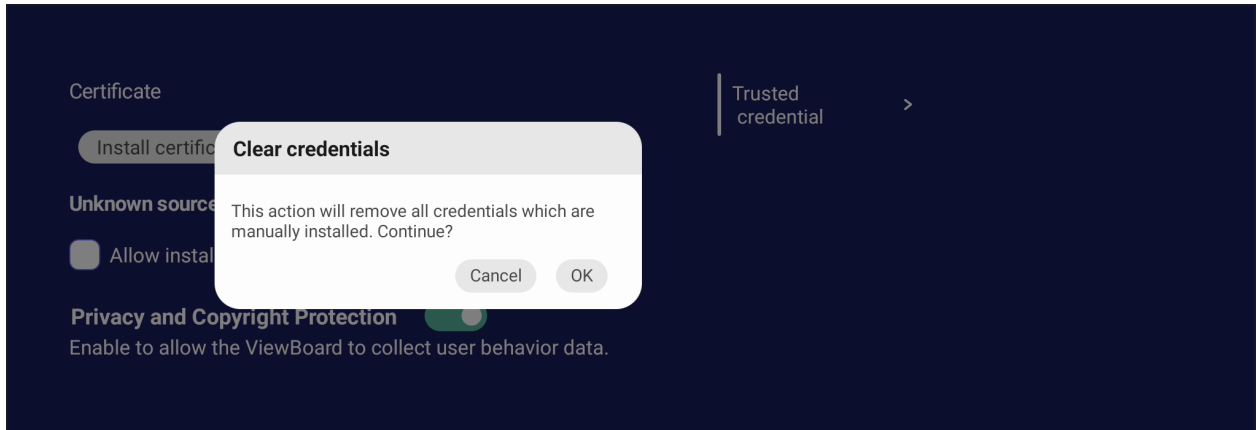 Certificate
Trusted
credential
Install certific
Clear credentials
Unknown source
This action will remove all credentials which are
manually installed. Continue?
Allow instal
Cancel
OK
Privacy and Copyright Protection
Enable to allow the ViewBoard to collect user behavior data.